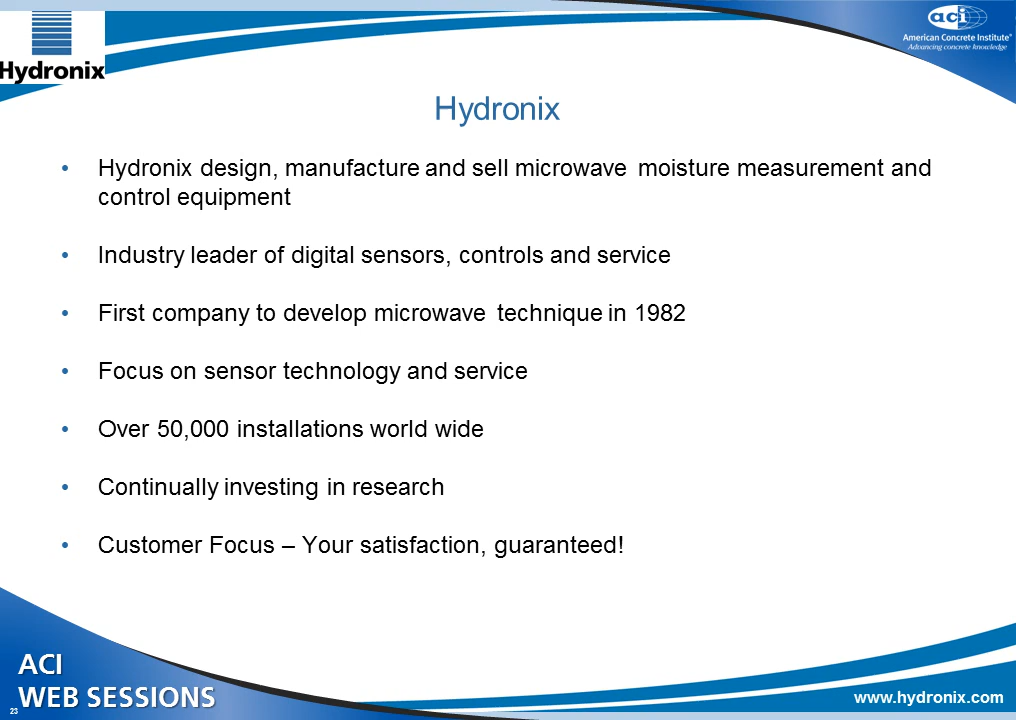 Hydronix
aci
American Concrete Institute®
Advancing concrete knowledge
Hydronix
• Hydronix design, manufacture and sell microwave moisture measurement and
control equipment
• Industry leader of digital sensors, controls and service
• First company to develop microwave technique in 1982
• Focus on sensor technology and service
• Over 50,000 installations world wide
• Continually investing in research
• Customer Focus – Your satisfaction, guaranteed!
ACI
WEB SESSIONS
23
www.hydronix.com